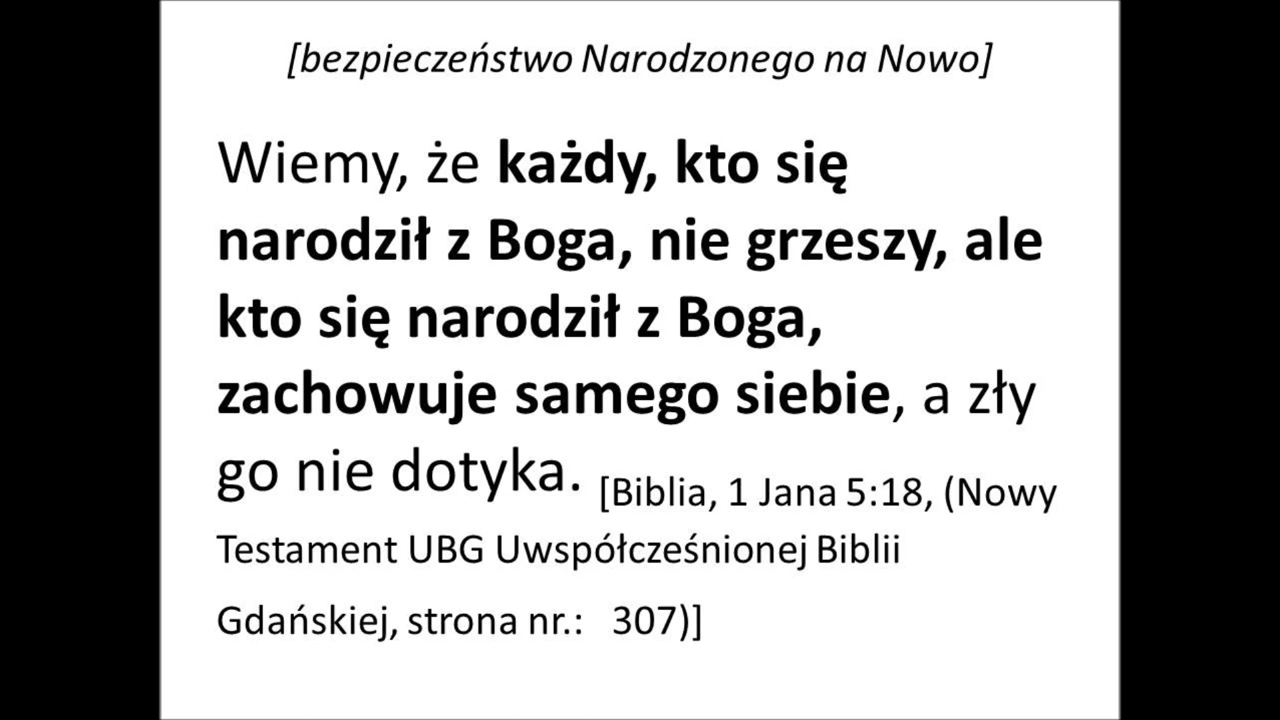 [bezpieczeństwo Narodzonego na Nowo]
Wiemy, że każdy, kto się
narodził z Boga, nie grzeszy, ale
kto się narodził z Boga,
zachowuje samego siebie, a zły
go nie dotyka. [Biblia, 1 Jana 5:18, (Nowy
Testament UBG Uwspółcześnionej Biblii
Gdańskiej, strona nr.: 307)]